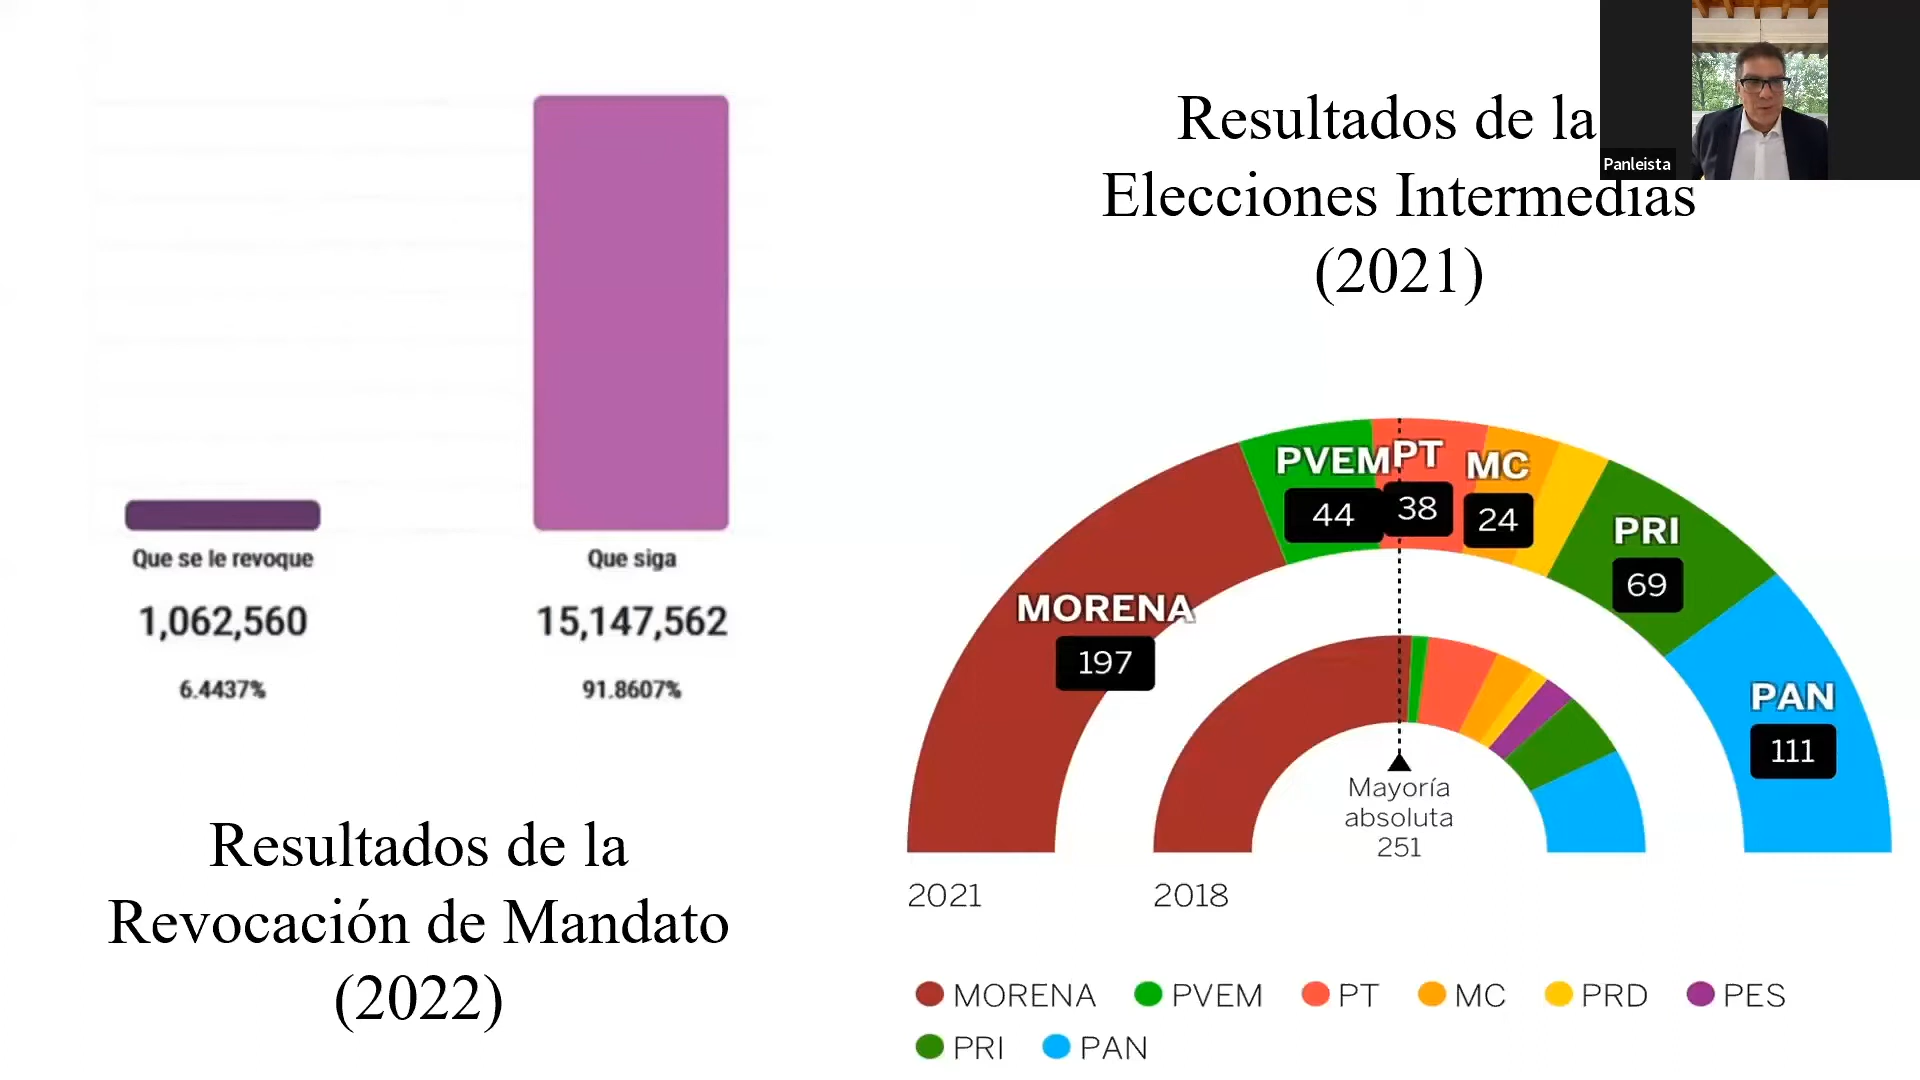 Que se le revoque
1,062,560
6.4437%
Que siga
15,147,562
91.8607%
Resultados de la
Revocación de Mandato
(2022)
Resultados de la
Elecciones Intermedias
(2021)
Panleista
MORENA
197
PVEM
44
PT
38
MC
24
PRI
69
PAN
111
Mayoría
absoluta
251
2021
2018
MORENA PVEM PT MC PRD PES
PRI PAN